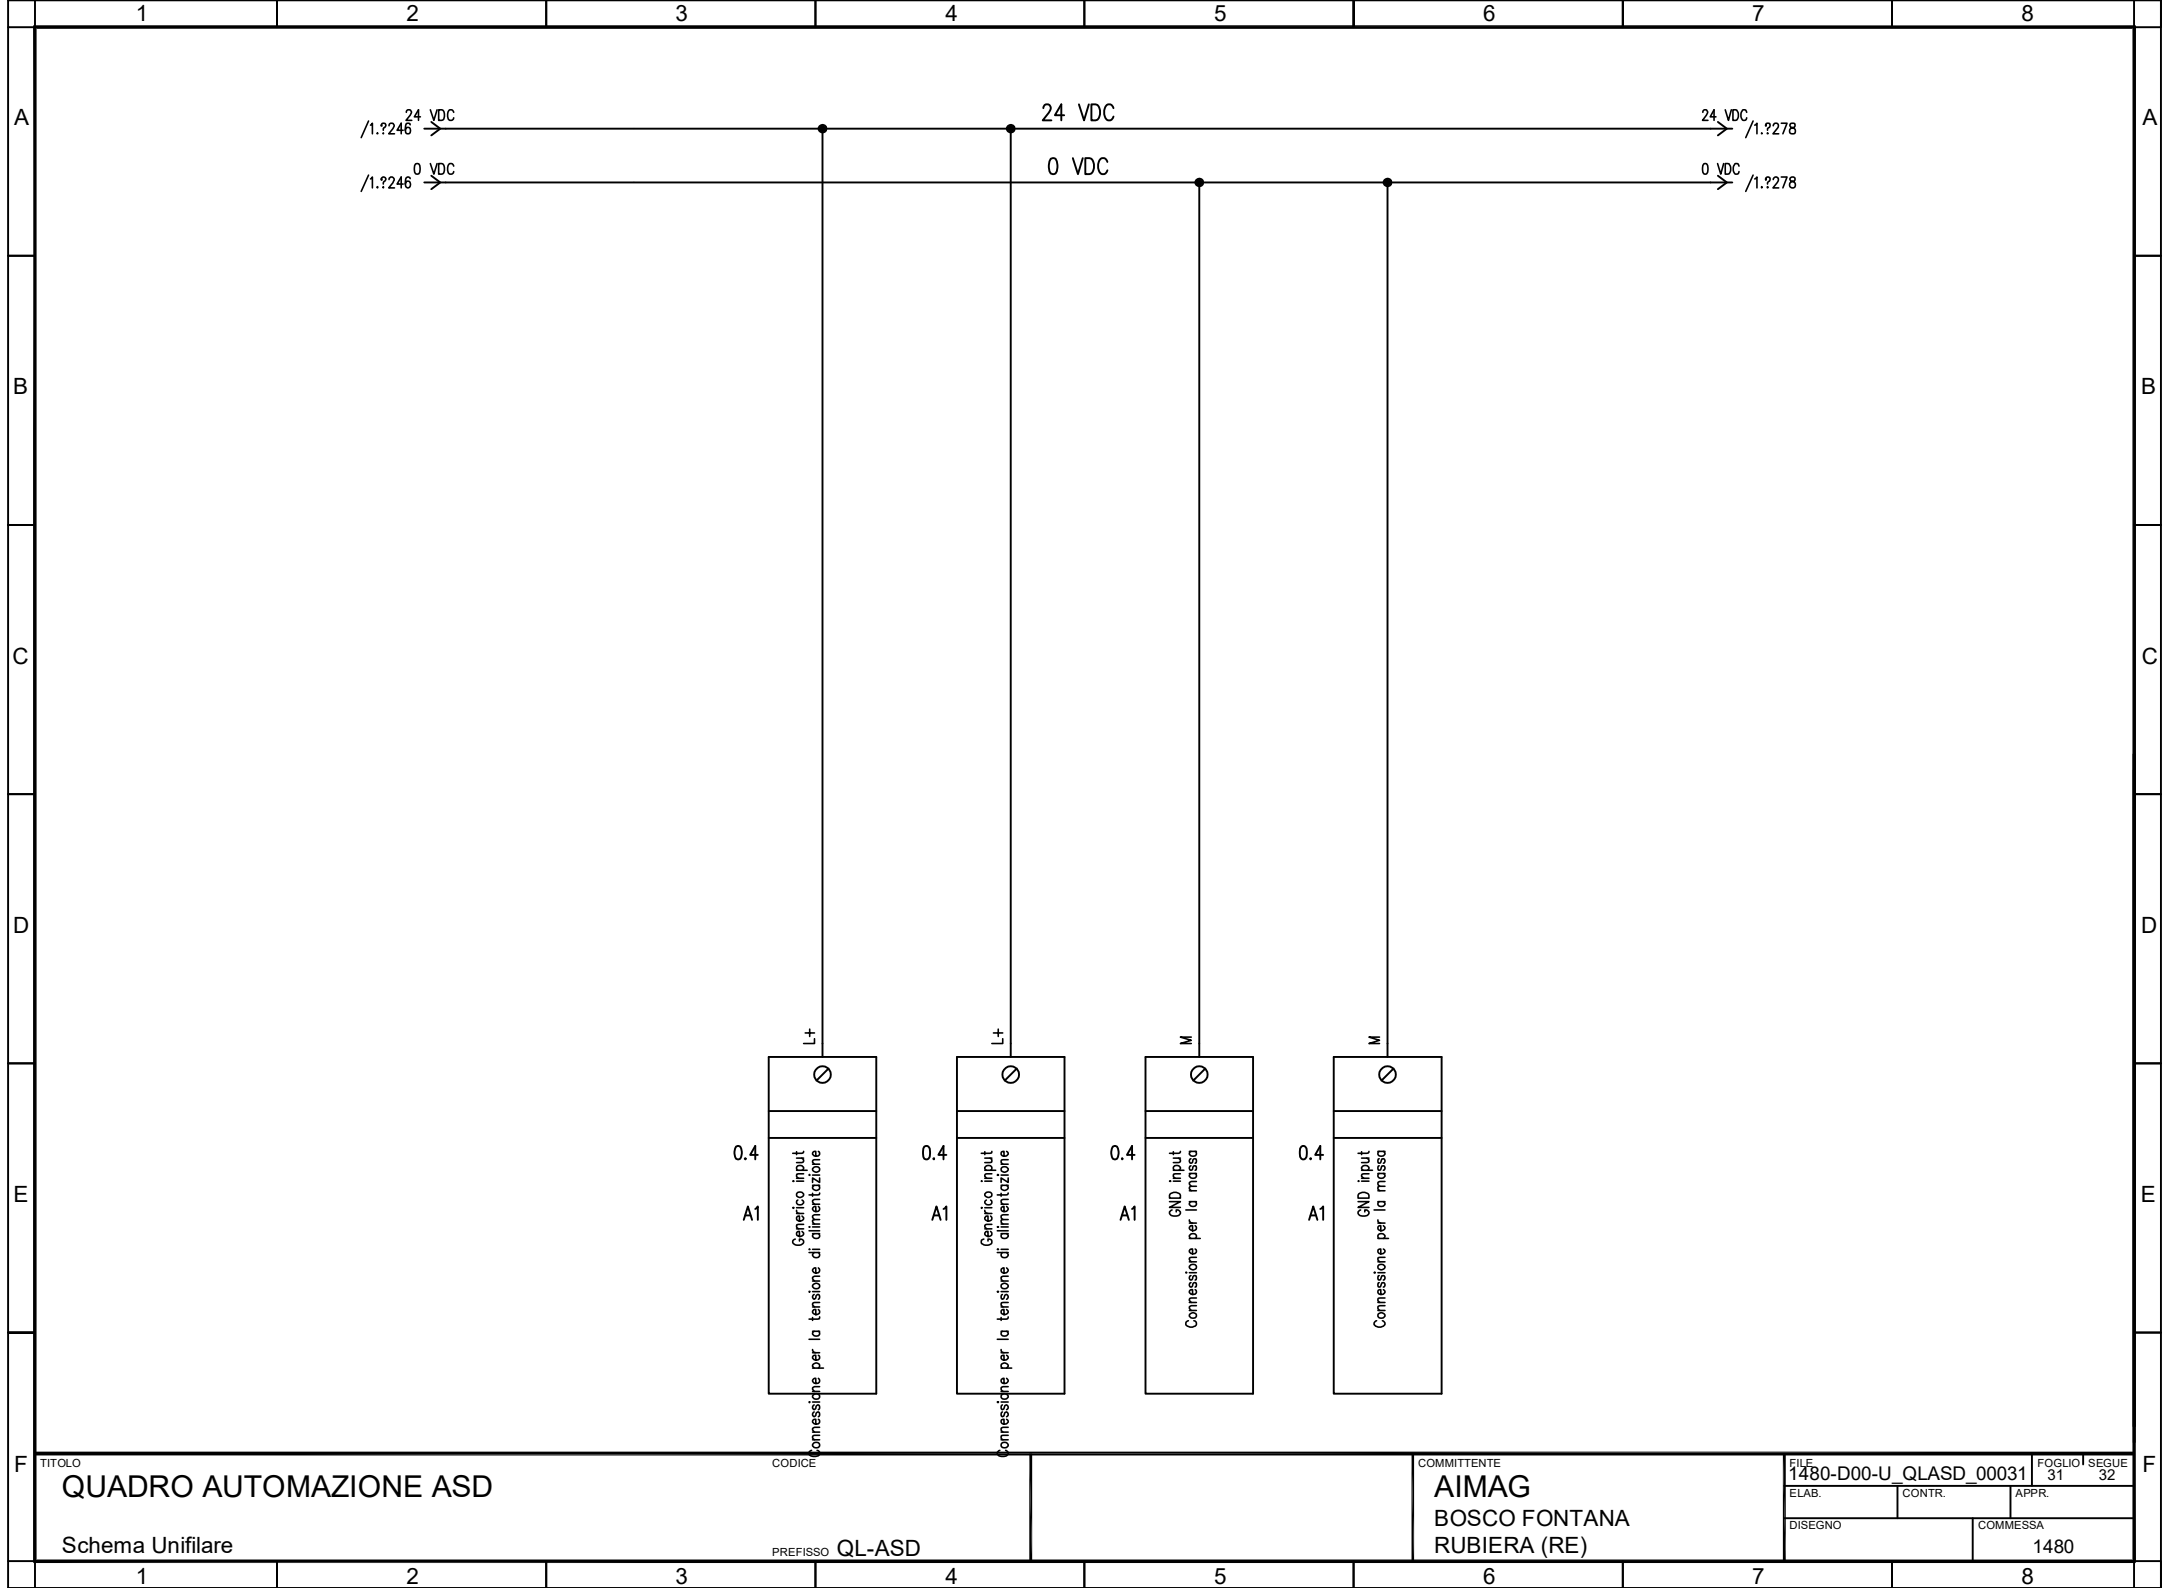 1 2 3 4 5 6 7 8
A A
24 VDC
/1.?246
24 VDC
24 VDC
/1.?278
0 VDC
/1.?246
0 VDC
0 VDC
/1.?278
B B
C C
D D
L+ L+ M M
0.4 0.4 0.4 0.4
A1 A1 A1 A1
Generico input
Connessione per la tensione di alimentazione
Generico input
Connessione per la tensione di alimentazione
GND input
Connessione per la massa
GND input
Connessione per la massa
E E
F F
TITOLO
QUADRO AUTOMAZIONE ASD
Schema Unifilare
CODICE
PREFISSO QL-ASD
COMMITTENTE
AIMAG
BOSCO FONTANA
RUBIERA (RE)
FILE
1480-D00-U_QLASD_00031
FOGLIO SEGUE
31 32
ELAB. CONTR. APPR.
DISEGNO COMMESSA
1480
1 2 3 4 5 6 7 8